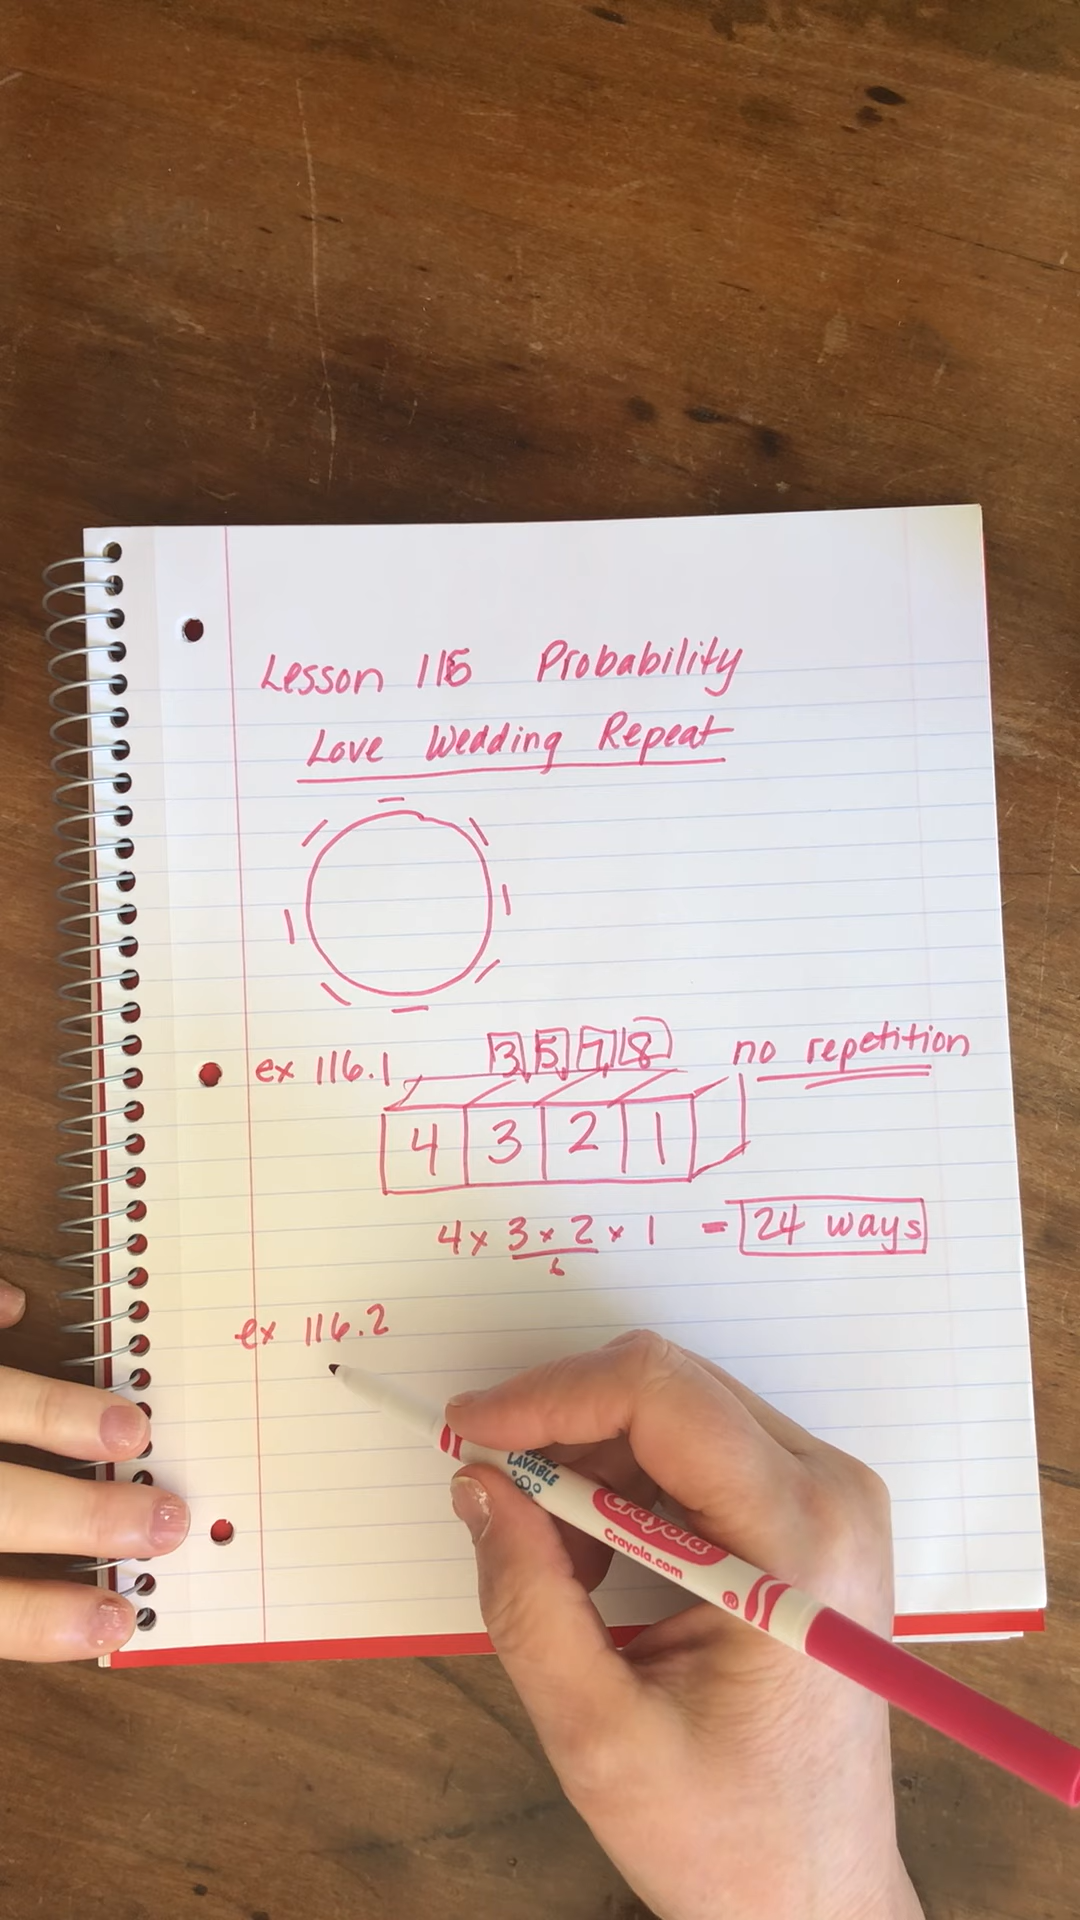 Lesson 116 Probability
Love Wedding Repeat
3 5 7 8
ex 116.1
no repetition
4 3 2 1
4 x 3 x 2 x 1 = 24 ways
6
ex 116.2
LAVABLE
Crayola
Crayola.com
®